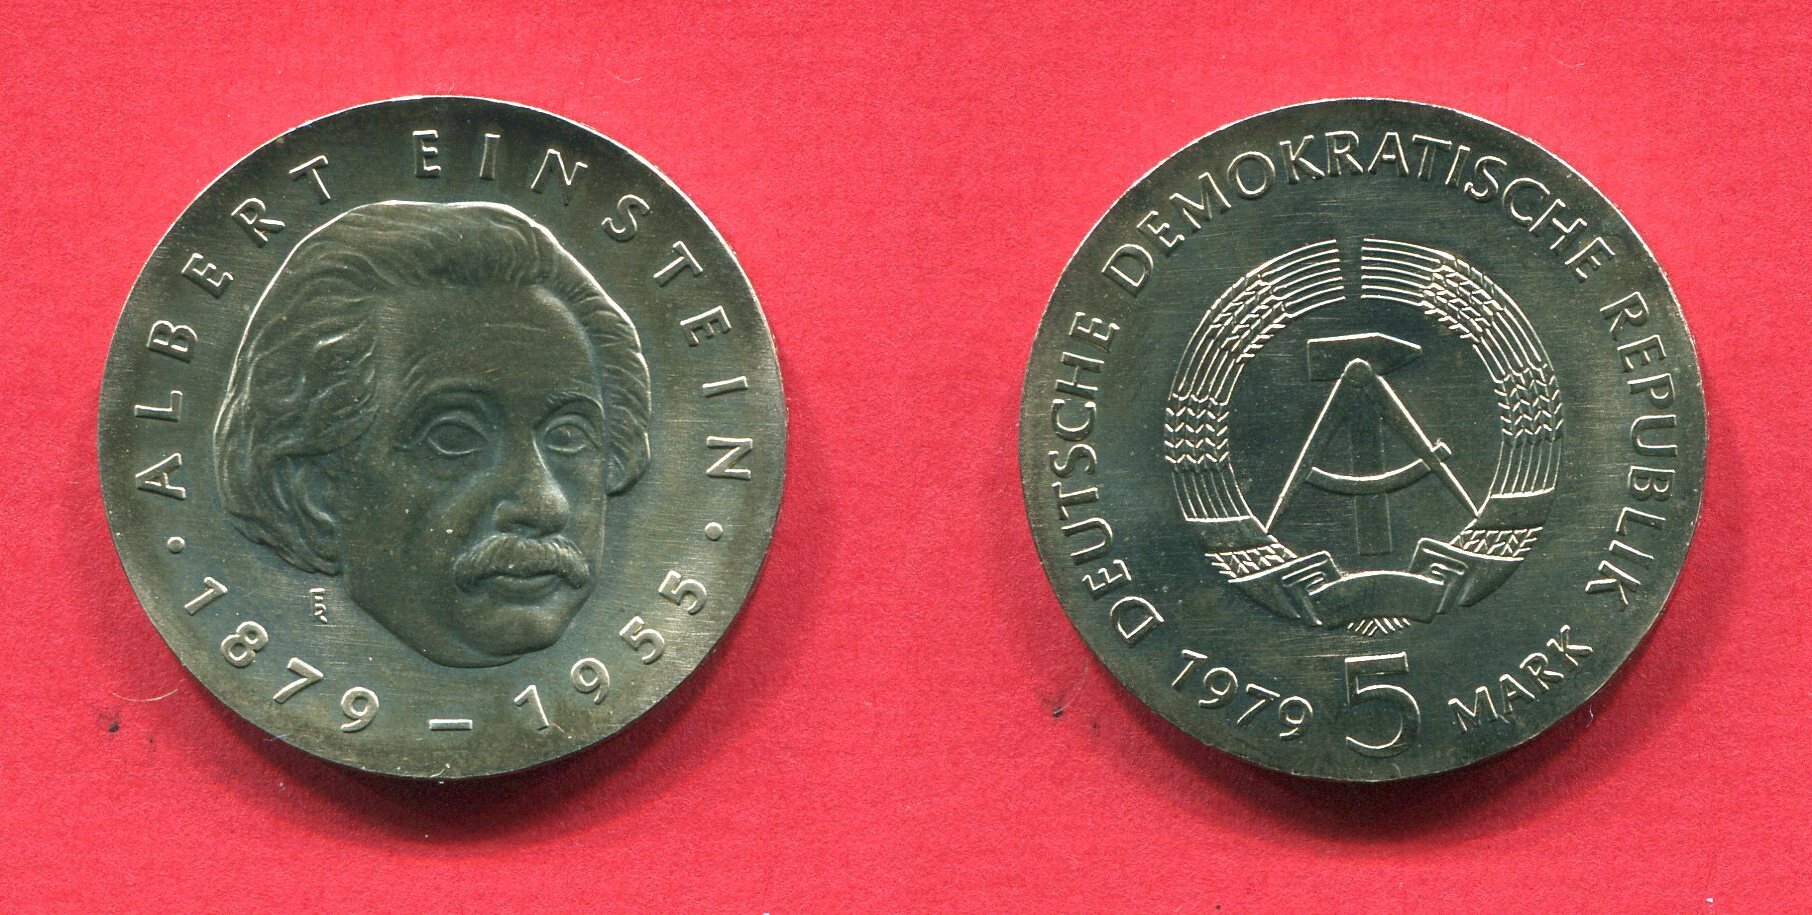 · ALBERT EINSTEIN ·
1879 – 1955
DEUTSCHE DEMOKRATISCHE REPUBLIK
1979 5 MARK